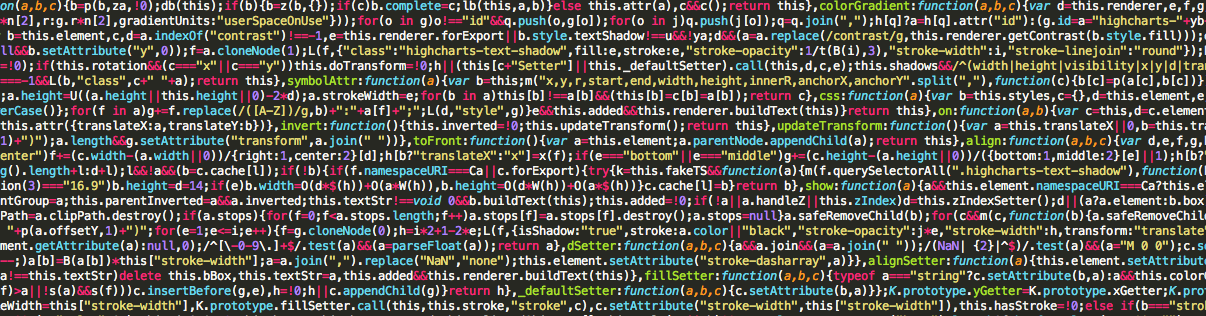 (a,b,c){b=p(b,za,!0);db(this);if(b){b=z(b,{});if(c)b.complete=c;lb(this,a,b)}else this.attr(a),c&&c();return this},colorGradient:function(a,b,c){var d=this.renderer,e,f,g
n[2],r:g.r*n[2],gradientUnits:"userSpaceOnUse"}));for(o in g)o!=="id"&&q.push(o,g[o]);for(o in j)q.push(j[o]);q=q.join(",");h[q]?a=h[q].attr("id"):(g.id=a="highcharts-"+yb
b=this.element,c,d=a.indexOf("contrast")!==-1,e=this.renderer.forExport||b.style.textShadow!==u&&!ya;d&&(a=a.replace(/contrast/g,this.renderer.getContrast(b.style.fill)));
ll&&b.setAttribute("y",0));f=a.cloneNode(1);L(f,{"class":"highcharts-text-shadow",fill:e,stroke:e,"stroke-opacity":1/t(B(i),3),"stroke-width":i,"stroke-linejoin":"round"});
=!0);if(this.rotation&&(c==="x"||c==="y"))this.doTransform=!0;h||(this[c+"Setter"]||this._defaultSetter).call(this,d,c,e);this.shadows&&/^(width|height|visibility|x|y|d|tran
===-1&&L(b,"class",c+" "+a);return this},symbolAttr:function(a){var b=this;m("x,y,r,start,end,width,height,innerR,anchorX,anchorY".split(","),function(c){b[c]=p(a[c],b[c])}
;a.height=U((a.height||this.height||0)-2*d);a.strokeWidth=e;for(b in a)this[b]!==a[b]&&(this[b]=c[b]=a[b]);return c},css:function(a){var b=this.styles,c={},d=this.element,e
erCase()};for(f in a)g+=f.replace(/([A-Z])/g,b)+":"+a[f]+";";L(d,"style",g)}e&&this.added&&this.renderer.buildText(this)}return this},on:function(a,b){var c=this,d=c.elemen
this.attr({translateX:a,translateY:b})},invert:function(){this.inverted=!0;this.updateTransform();return this},updateTransform:function(){var a=this.translateX||0,b=this.tr
1)+")");a.length&&g.setAttribute("transform",a.join(" "))},toFront:function(){var a=this.element;a.parentNode.appendChild(a);return this},align:function(a,b,c){var d,e,f,g,
enter")f+=(c.width-(a.width||0))/{right:1,center:2}[d];h[b?"translateX":"x"]=x(f);if(e==="bottom"||e==="middle")g+=(c.height-(a.height||0))/({bottom:1,middle:2}[e]||1);h[b?
g().length+l:d+l);l&&!a&&(b=c.cache[l]);if(!b){if(f.namespaceURI===Ca||c.forExport){try{k=this.fakeTS&&function(a){m(f.querySelectorAll(".highcharts-text-shadow"),function
ion(3)==="16.9")b.height=d=14;if(e)b.width=O(d*$(h))+O(a*W(h)),b.height=O(d*W(h))+O(a*$(h))}c.cache[l]=b}return b},show:function(a){a&&this.element.namespaceURI===Ca?this.e
ntGroup=a;this.parentInverted=a&&a.inverted;this.textStr!==void 0&&b.buildText(this);this.added=!0;if(!a||a.handleZ||this.zIndex)d=this.zIndexSetter();d||(a?a.element:b.box
Path=a.clipPath.destroy();if(a.stops){for(f=0;f<a.stops.length;f++)a.stops[f]=a.stops[f].destroy();a.stops=null}a.safeRemoveChild(b);for(c&&m(c,function(b){a.safeRemoveChil
"+p(a.offsetY,1)+")";for(e=1;e<=i;e++){f=g.cloneNode(0);h=i*2+1-2*e;L(f,{isShadow:"true",stroke:a.color||"black","stroke-opacity":j*e,"stroke-width":h,transform:"translate
ment.getAttribute(a):null,0);/^[\-0-9\.]+$/.test(a)&&(a=parseFloat(a));return a},dSetter:function(a,b,c){a&&a.join&&(a=a.join(" "));/(NaN| {2}|^$)/.test(a)&&(a="M 0 0");c.s
--;)a[b]=B(a[b])*this["stroke-width"];a=a.join(",").replace("NaN","none");this.element.setAttribute("stroke-dasharray",a)}},alignSetter:function(a){this.element.setAttribut
a!==this.textStr)delete this.bBox,this.textStr=a,this.added&&this.renderer.buildText(this)},fillSetter:function(a,b,c){typeof a==="string"?c.setAttribute(b,a):a&&this.color
f)>a||!s(a)&&s(f)))c.insertBefore(g,e),h=!0;h||c.appendChild(g)}return h},_defaultSetter:function(a,b,c){c.setAttribute(b,a)}};K.prototype.yGetter=K.prototype.xGetter;K.pro
eWidth=this["stroke-width"],K.prototype.fillSetter.call(this,this.stroke,"stroke",c),c.setAttribute("stroke-width",this["stroke-width"]),this.hasStroke=!0;else if(b==="stro